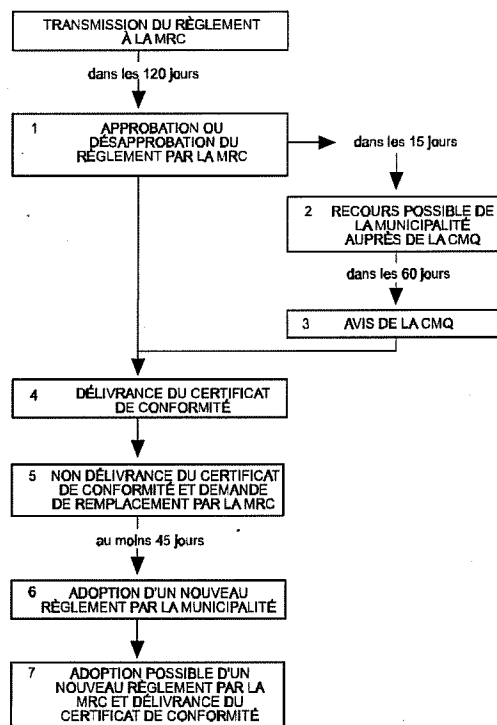 TRANSMISSION DU RÈGLEMENT
À LA MRC
dans les 120 jours
1 APPROBATION OU
DÉSAPPROBATION DU
RÈGLEMENT PAR LA MRC
dans les 15 jours
2 RECOURS POSSIBLE DE
LA MUNICIPALITÉ
AUPRÈS DE LA CMQ
dans les 60 jours
3 AVIS DE LA CMQ
4 DÉLIVRANCE DU CERTIFICAT
DE CONFORMITÉ
5 NON DÉLIVRANCE DU CERTIFICAT
DE CONFORMITÉ ET DEMANDE
DE REMPLACEMENT PAR LA MRC
au moins 45 jours
6 ADOPTION D'UN NOUVEAU
RÈGLEMENT PAR LA MUNICIPALITÉ
7 ADOPTION POSSIBLE D'UN
NOUVEAU RÈGLEMENT PAR LA
MRC ET DÉLIVRANCE DU
CERTIFICAT DE CONFORMITÉ